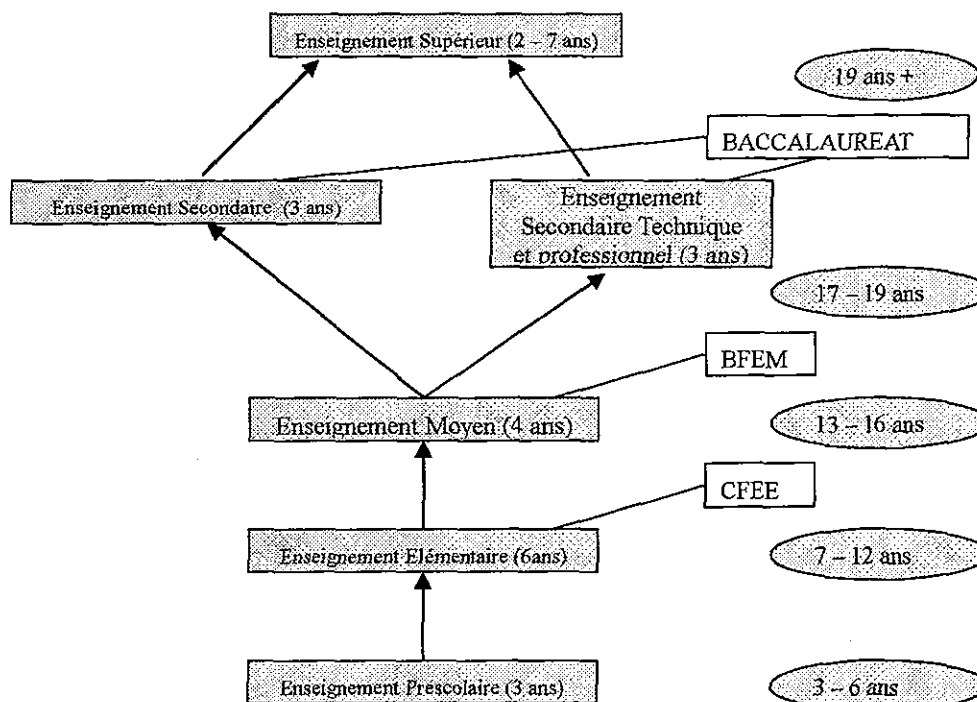 Enseignement Supérieur (2 – 7 ans)
19 ans +
BACCALAUREAT
Enseignement Secondaire (3 ans)
Enseignement
Secondaire Technique
et professionnel (3 ans)
17 – 19 ans
BFEM
Enseignement Moyen (4 ans)
13 – 16 ans
CFEE
Enseignement Elémentaire (6ans)
7 – 12 ans
Enseignement Préscolaire (3 ans)
3 – 6 ans